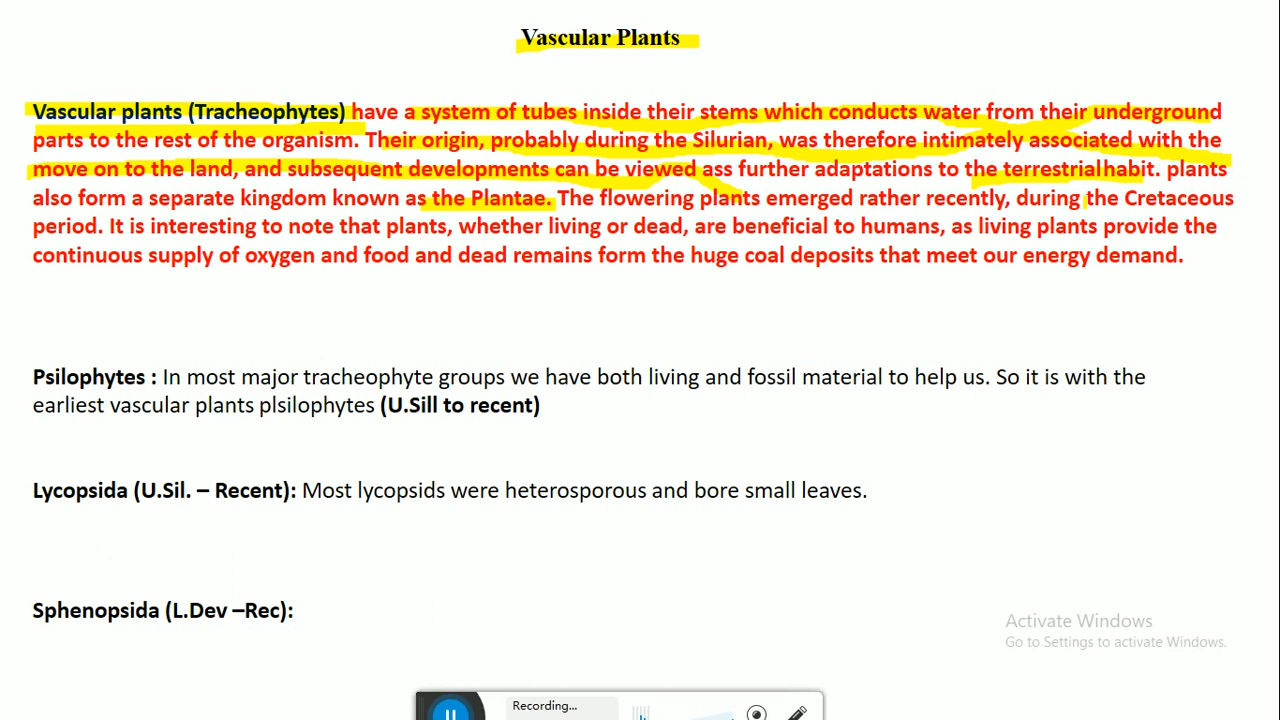 Vascular Plants
Vascular plants (Tracheophytes) have a system of tubes inside their stems which conducts water from their underground
parts to the rest of the organism. Their origin, probably during the Silurian, was therefore intimately associated with the
move on to the land, and subsequent developments can be viewed ass further adaptations to the terrestrial habit. plants
also form a separate kingdom known as the Plantae. The flowering plants emerged rather recently, during the Cretaceous
period. It is interesting to note that plants, whether living or dead, are beneficial to humans, as living plants provide the
continuous supply of oxygen and food and dead remains form the huge coal deposits that meet our energy demand.
Psilophytes : In most major tracheophyte groups we have both living and fossil material to help us. So it is with the
earliest vascular plants plsilophytes (U.Sill to recent)
Lycopsida (U.Sil. – Recent): Most lycopsids were heterosporous and bore small leaves.
Sphenopsida (L.Dev –Rec):
Activate Windows
Go to Settings to activate Windows.
Recording...